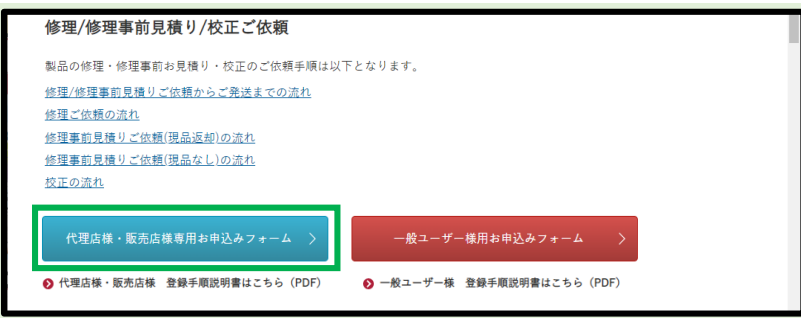 修理/修理事前見積り/校正ご依頼
製品の修理・修理事前お見積り・校正のご依頼手順は以下となります。
修理/修理事前見積りご依頼からご発送までの流れ
修理ご依頼の流れ
修理事前見積りご依頼(現品返却)の流れ
修理事前見積りご依頼(現品なし)の流れ
校正の流れ
代理店様・販売店様専用お申込みフォーム
一般ユーザー様用お申込みフォーム
代理店様・販売店様 登録手順説明書はこちら（PDF）
一般ユーザー様 登録手順説明書はこちら（PDF）